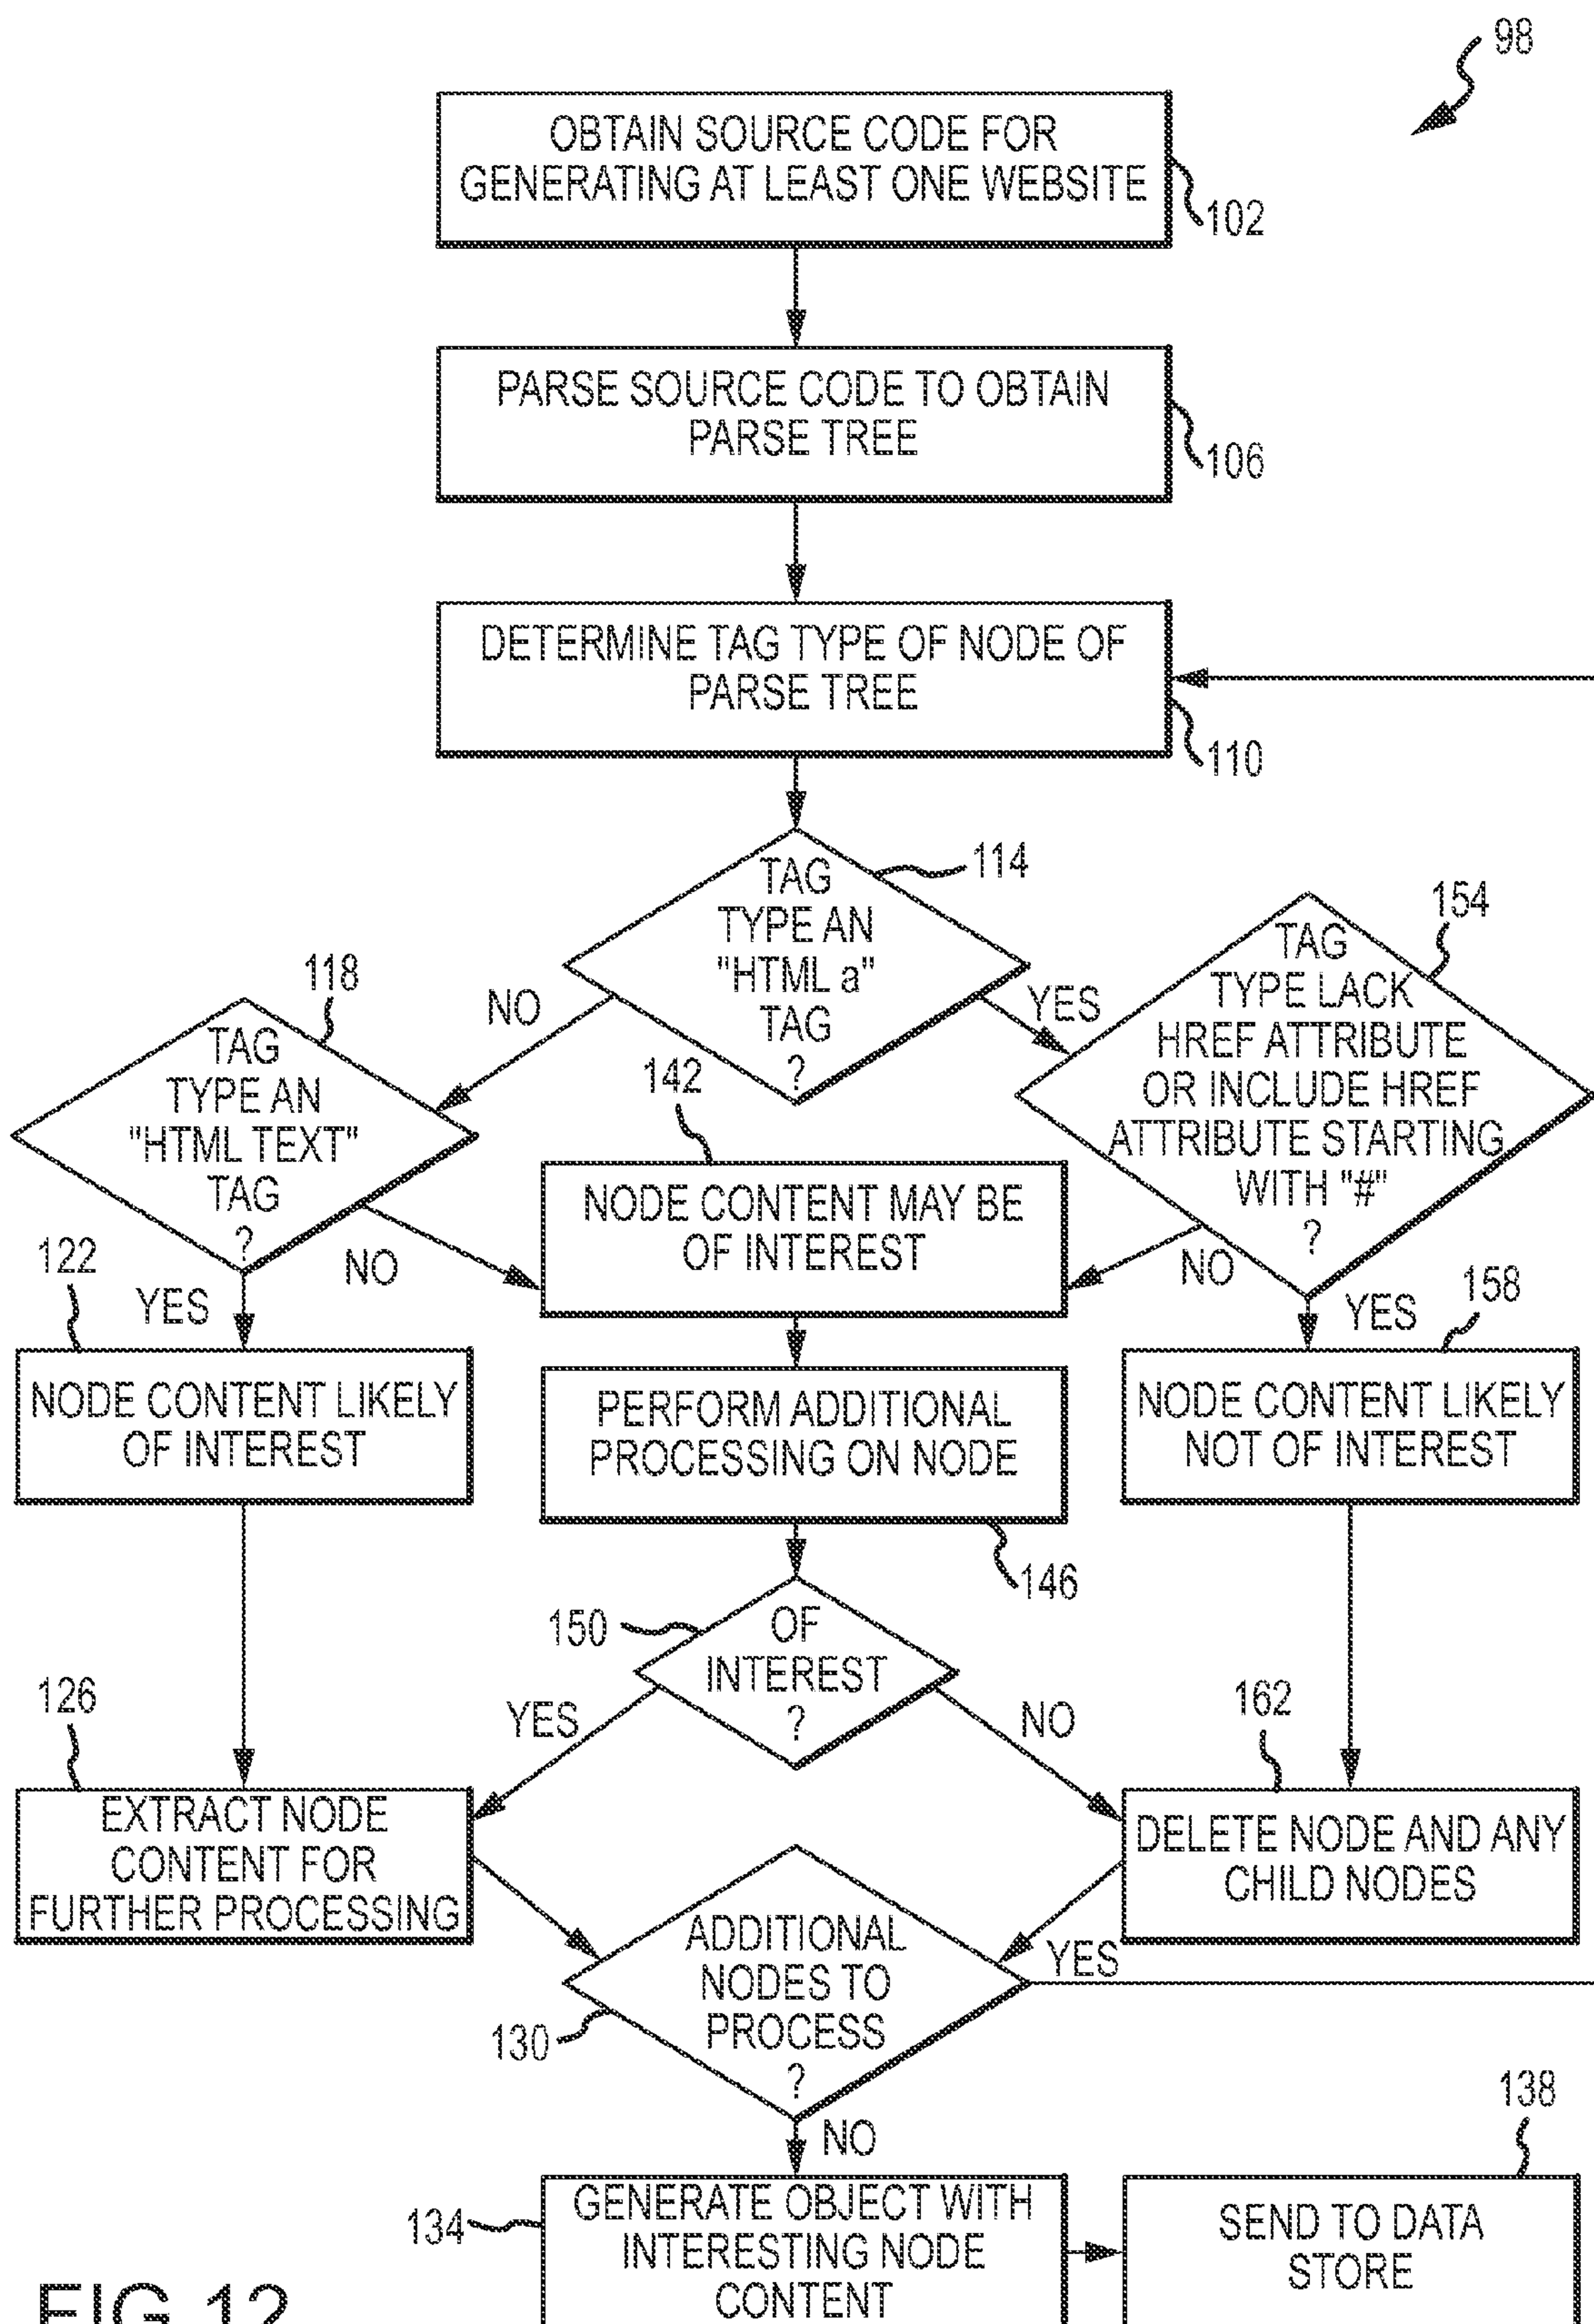 98
OBTAIN SOURCE CODE FOR
GENERATING AT LEAST ONE WEBSITE
102
PARSE SOURCE CODE TO OBTAIN
PARSE TREE
106
DETERMINE TAG TYPE OF NODE OF
PARSE TREE
110
TAG
TYPE AN
"HTML a"
TAG
?
114
NO
YES
118
TAG
TYPE AN
"HTML TEXT"
TAG
?
154
TAG
TYPE LACK
HREF ATTRIBUTE
OR INCLUDE HREF
ATTRIBUTE STARTING
WITH "#"
?
142
NODE CONTENT MAY BE
OF INTEREST
NO
NO
122
YES
YES
158
NODE CONTENT LIKELY
OF INTEREST
PERFORM ADDITIONAL
PROCESSING ON NODE
146
NODE CONTENT LIKELY
NOT OF INTEREST
150
OF
INTEREST
?
YES
NO
126
EXTRACT NODE
CONTENT FOR
FURTHER PROCESSING
162
DELETE NODE AND ANY
CHILD NODES
ADDITIONAL
NODES TO
PROCESS
?
130
YES
NO
134
GENERATE OBJECT WITH
INTERESTING NODE
CONTENT
138
SEND TO DATA
STORE
FIG.12